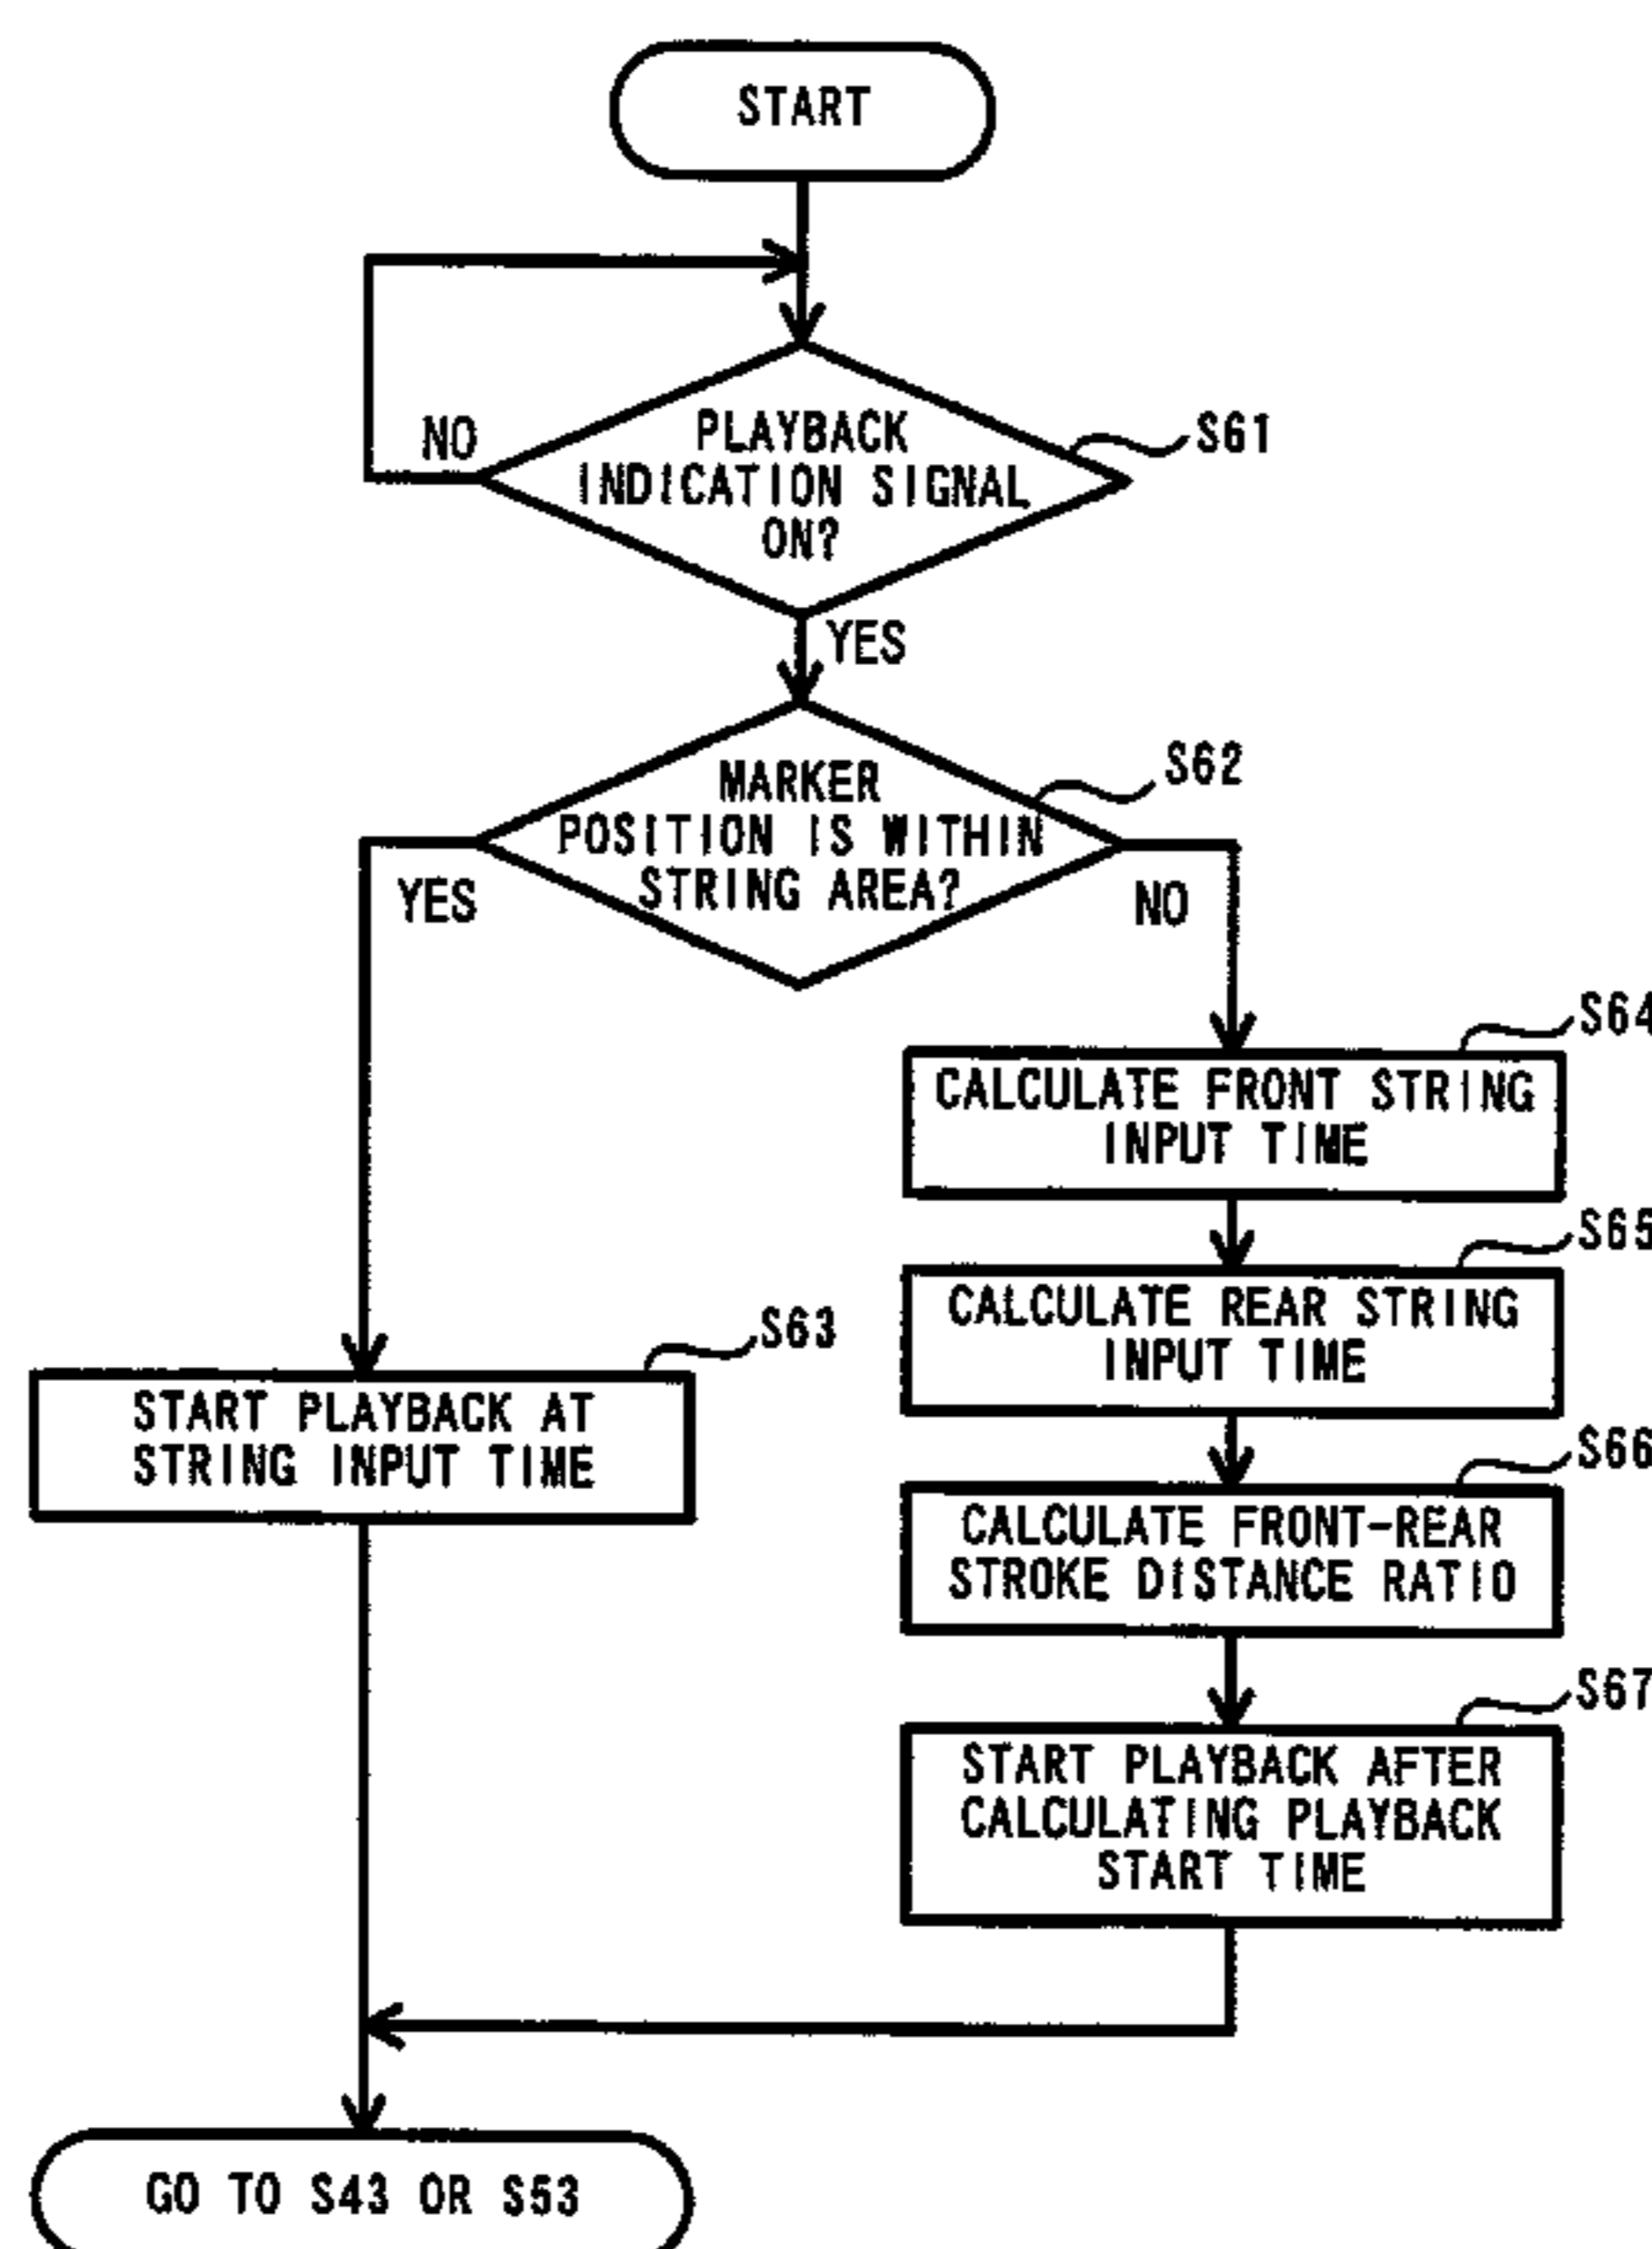 START
NO
PLAYBACK
INDICATION SIGNAL
ON?
S61
YES
MARKER
POSITION IS WITHIN
STRING AREA?
S62
YES
NO
S64
CALCULATE FRONT STRING
INPUT TIME
S65
CALCULATE REAR STRING
INPUT TIME
S63
START PLAYBACK AT
STRING INPUT TIME
S66
CALCULATE FRONT-REAR
STROKE DISTANCE RATIO
S67
START PLAYBACK AFTER
CALCULATING PLAYBACK
START TIME
GO TO S43 OR S53